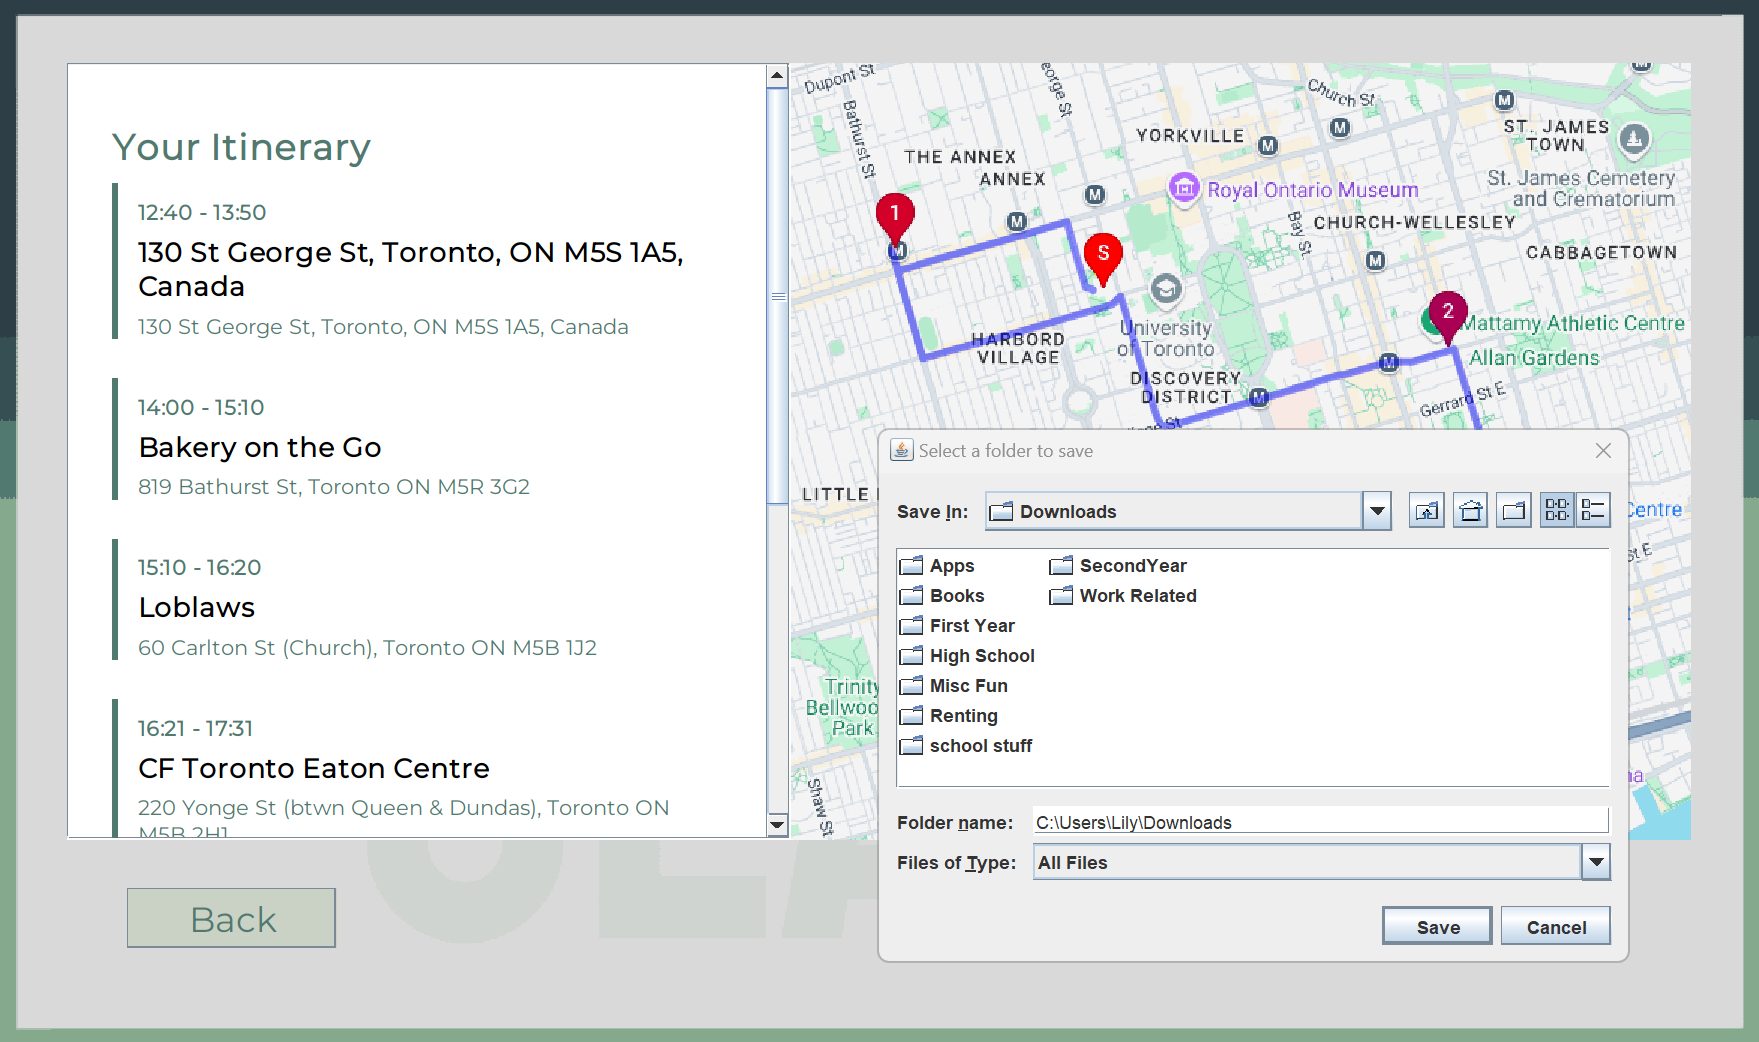 Your Itinerary
12:40 - 13:50
130 St George St, Toronto, ON M5S 1A5,
Canada
130 St George St, Toronto, ON M5S 1A5, Canada
14:00 - 15:10
Bakery on the Go
819 Bathurst St, Toronto ON M5R 3G2
15:10 - 16:20
Loblaws
60 Carlton St (Church), Toronto ON M5B 1J2
16:21 - 17:31
CF Toronto Eaton Centre
220 Yonge St (btwn Queen & Dundas), Toronto ON
M5B 2H1
Back
Dupont St
Bathurst St
eorge St
Church St
YORKVILLE
M
M
M
M
ST. JAMES
TOWN
THE ANNEX
ANNEX
M
Royal Ontario Museum
St. James Cemetery
and Crematorium
1
M
M
S
Bay St
CHURCH-WELLESLEY
CABBAGETOWN
M
2
University
of Toronto
Mattamy Athletic Centre
HARBORD
VILLAGE
M
Allan Gardens
DISCOVERY
DISTRICT
M
Gerrard St E
LITTLE
Centre
St E
Trinity
Bellwoo
Park
Shaw St
na
Select a folder to save
Save In:
Downloads
Apps
Books
First Year
High School
Misc Fun
Renting
school stuff
SecondYear
Work Related
Folder name:
C:\Users\Lily\Downloads
Files of Type:
All Files
Save
Cancel